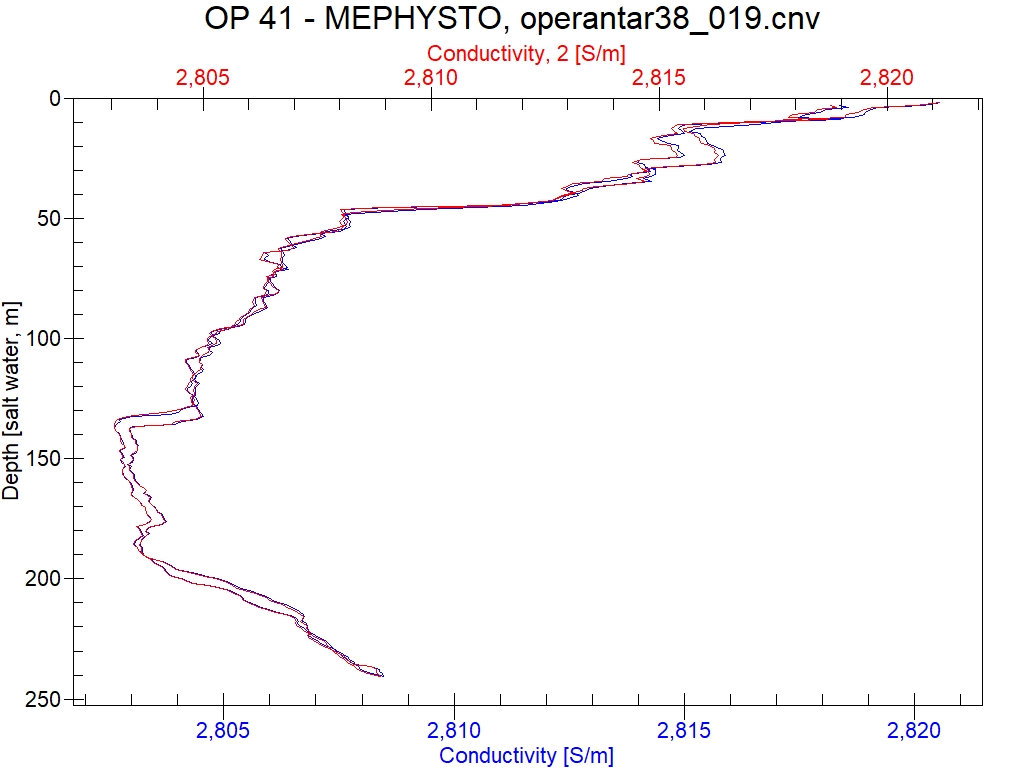 OP 41 - MEPHYSTO, operantar38_019.cnv
Conductivity, 2 [S/m]
2,805 2,810 2,815 2,820
0
50
100
150
200
250
Depth [salt water, m]
2,805 2,810 2,815 2,820
Conductivity [S/m]